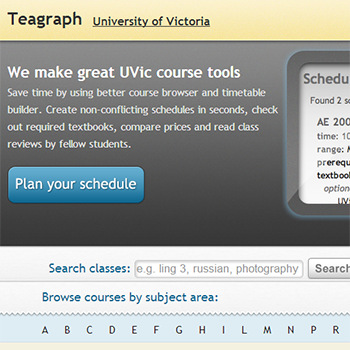 Teagraph University of Victoria
We make great UVic course tools
Save time by using better course browser and timetable
builder. Create non-conflicting schedules in seconds, check
out required textbooks, compare prices and read class
reviews by fellow students.
Plan your schedule
Schedu
Found 2 s
AE 200
time: 10
range: M
prerequ
textbook
option
UV
Search classes: e.g. ling 3, russian, photography Search
Browse courses by subject area:
A B C D E F G H I L M N P R